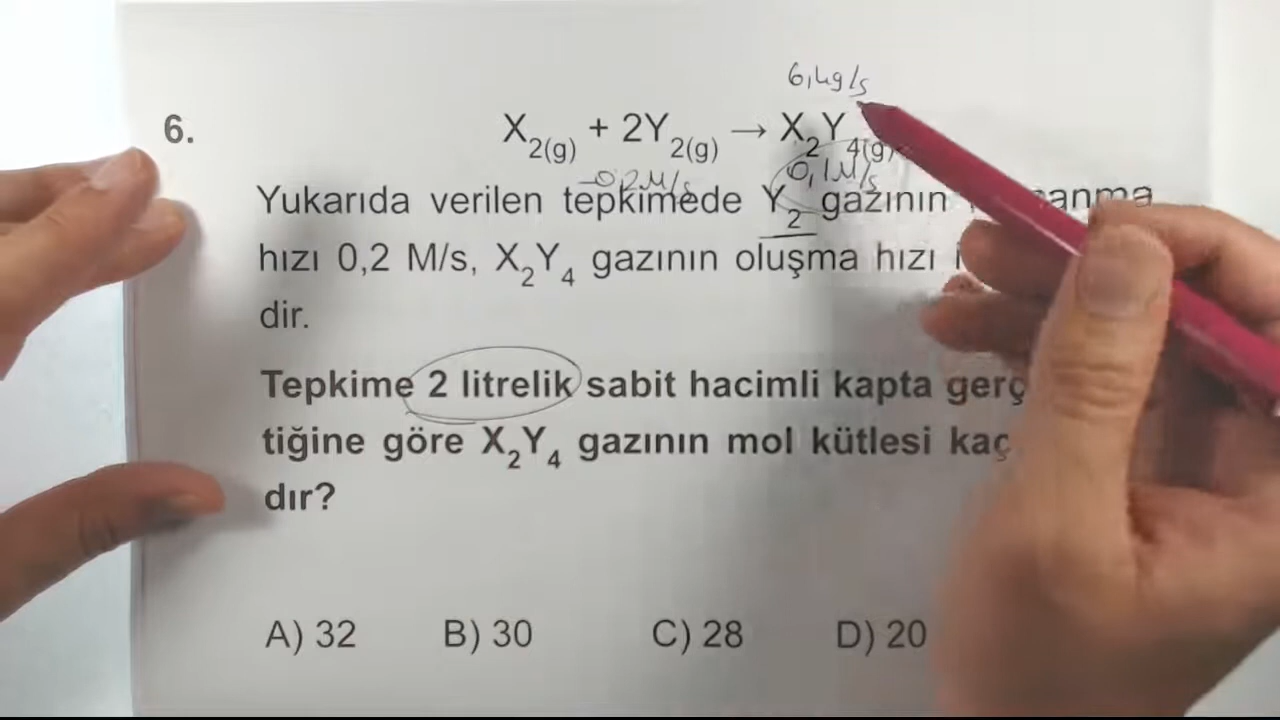 6,4g/s
6. X2(g) + 2Y2(g) → X2Y4(g)
-0,2M/s 0,1M/s
Yukarıda verilen tepkimede Y2 gazının
hızı 0,2 M/s, X2Y4 gazının oluşma hızı
dir.
Tepkime 2 litrelik sabit hacimli kapta gerç
tiğine göre X2Y4 gazının mol kütlesi kaç
dır?
A) 32 B) 30 C) 28 D) 20